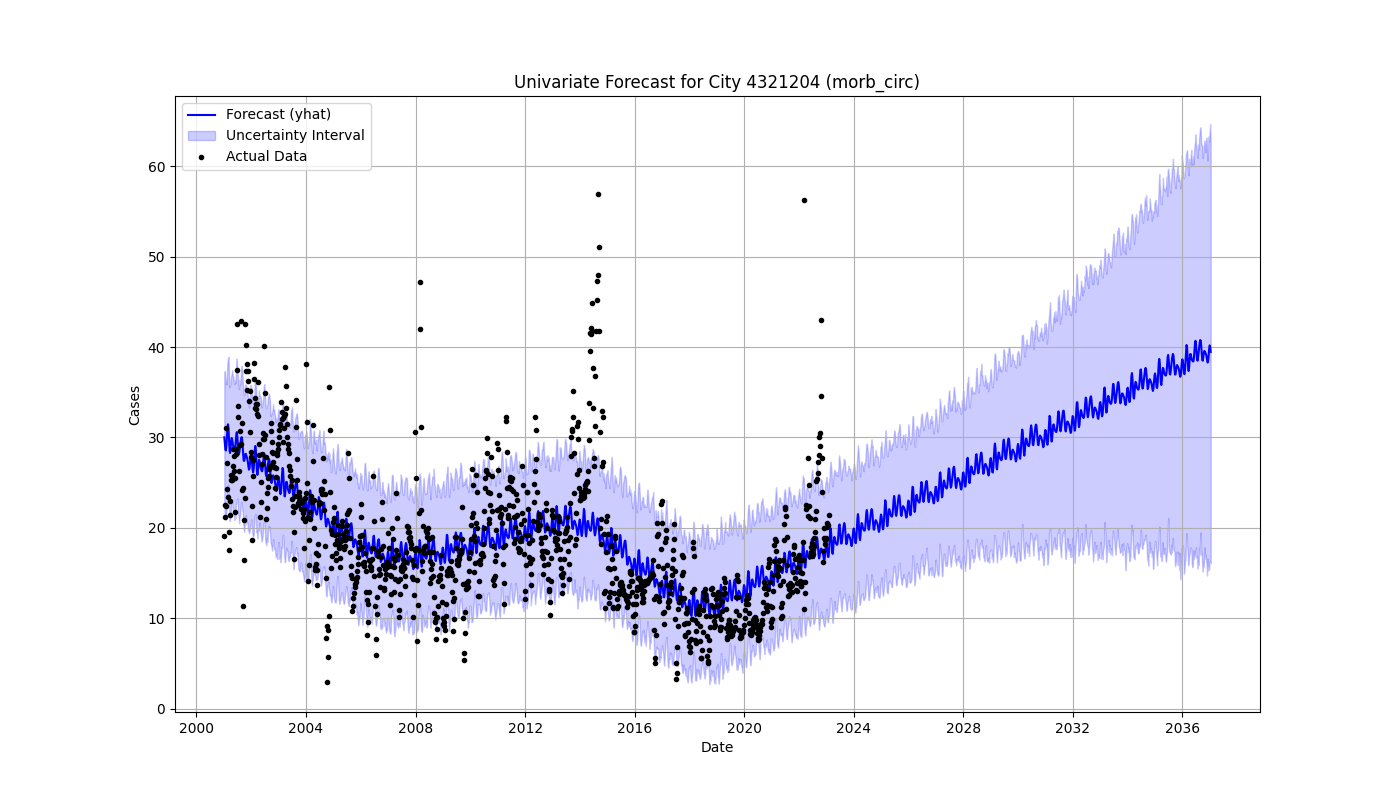 Univariate Forecast for City 4321204 (morb_circ)
Forecast (yhat)
Uncertainty Interval
Actual Data
Cases
60
50
40
30
20
10
0
2000 2004 2008 2012 2016 2020 2024 2028 2032 2036
Date